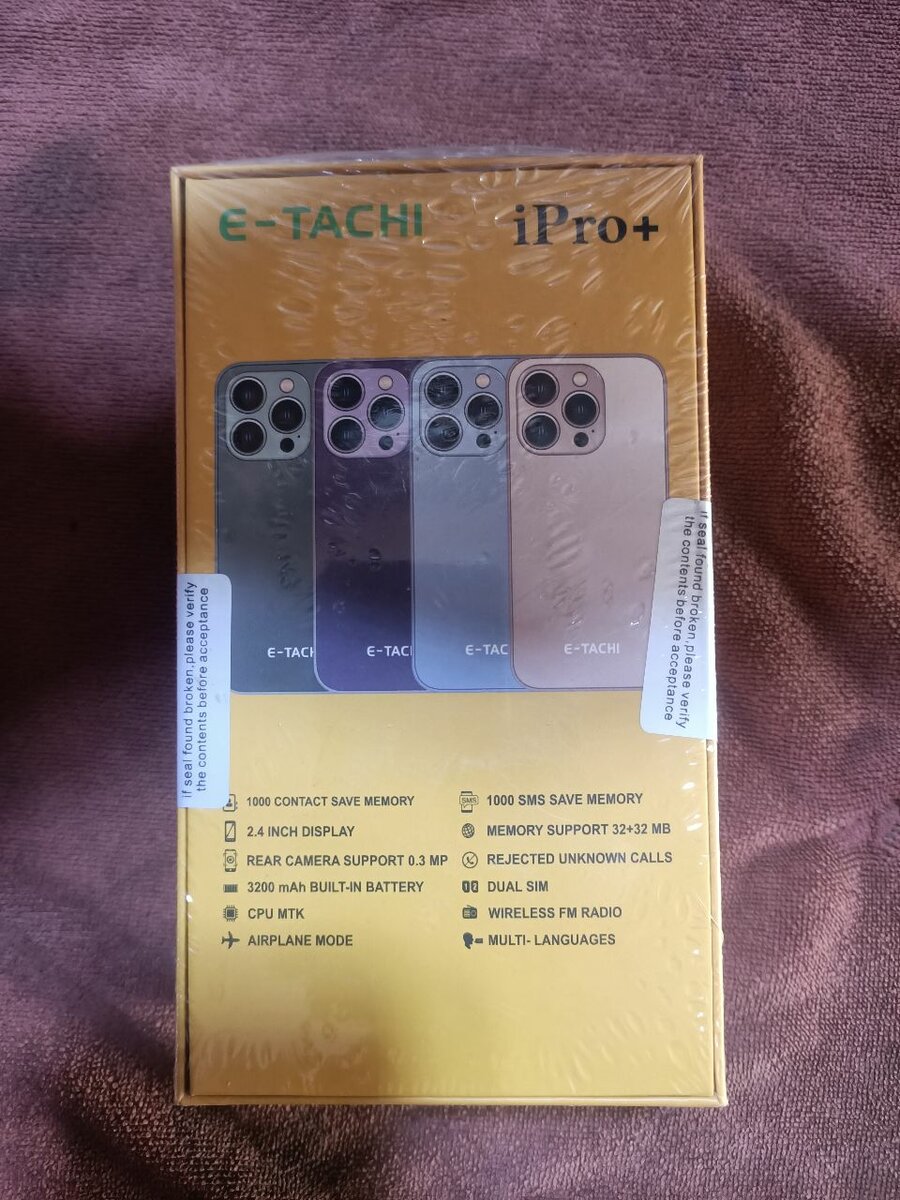 E-TACHI
iPro+
E-TACH
E-TAC
E-TAC
E-TACHI
if seal found broken,please verify
the contents before acceptance
if seal found broken,please verify
the contents before acceptance
1000 CONTACT SAVE MEMORY
2.4 INCH DISPLAY
REAR CAMERA SUPPORT 0.3 MP
3200 mAh BUILT-IN BATTERY
CPU MTK
AIRPLANE MODE
SMS
1000 SMS SAVE MEMORY
MEMORY SUPPORT 32+32 MB
REJECTED UNKNOWN CALLS
DUAL SIM
WIRELESS FM RADIO
MULTI- LANGUAGES